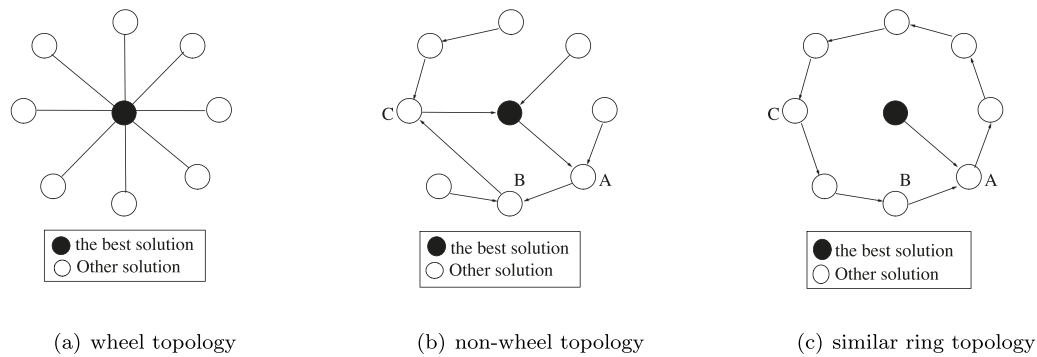 C
B
A
C
B
A
the best solution
Other solution
the best solution
Other solution
the best solution
Other solution
(a) wheel topology
(b) non-wheel topology
(c) similar ring topology